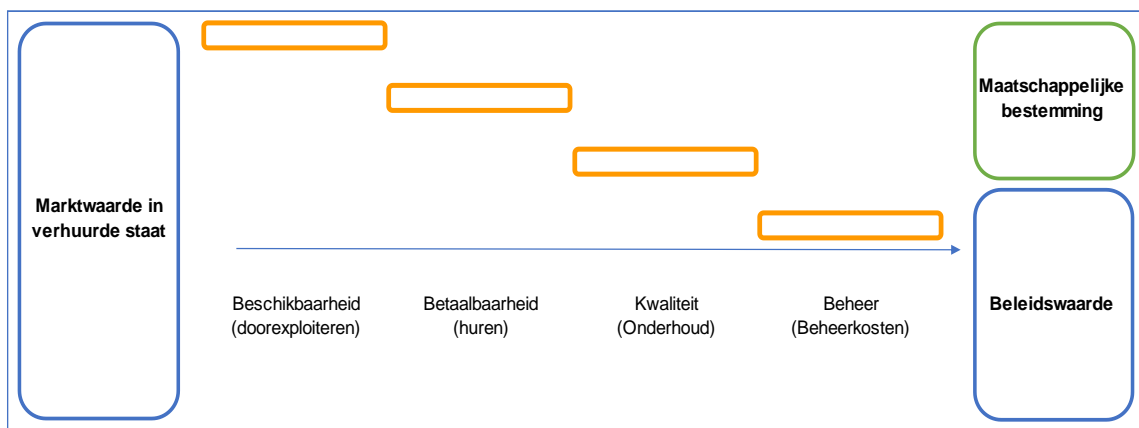 Marktwaarde in
verhuurde staat
Maatschappelijke
bestemming
Beschikbaarheid
(doorexploiteren)
Betaalbaarheid
(huren)
Kwaliteit
(Onderhoud)
Beheer
(Beheerkosten)
Beleidswaarde